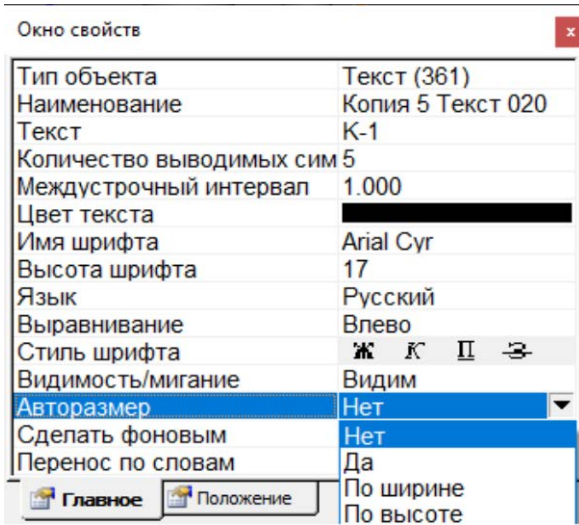 Окно свойств x
Тип объекта Текст (361)
Наименование Копия 5 Текст 020
Текст К-1
Количество выводимых сим 5
Междустрочный интервал 1.000
Цвет текста
Имя шрифта Arial Cyr
Высота шрифта 17
Язык Русский
Выравнивание Влево
Стиль шрифта Ж К П З
Видимость/мигание Видим
Авторазмер Нет
Сделать фоновым Нет
Перенос по словам Да
По ширине
Главное Положение По высоте